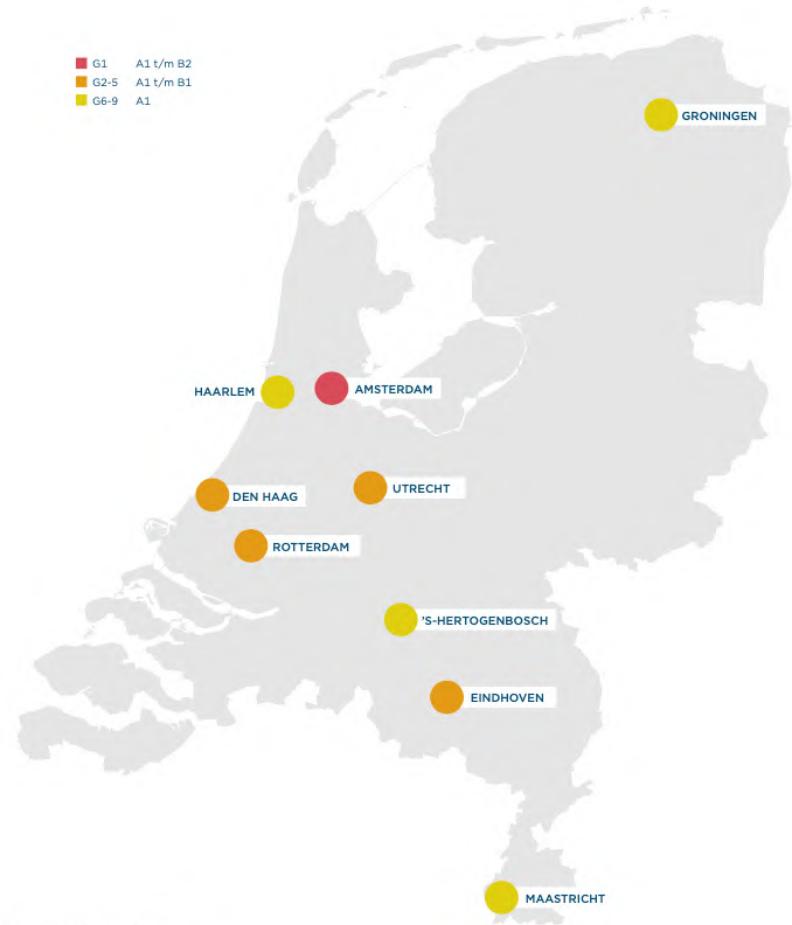 G1 A1 t/m B2
G2-5 A1 t/m B1
G6-9 A1
GRONINGEN
HAARLEM
AMSTERDAM
DEN HAAG
UTRECHT
ROTTERDAM
'S-HERTOGENBOSCH
EINDHOVEN
MAASTRICHT